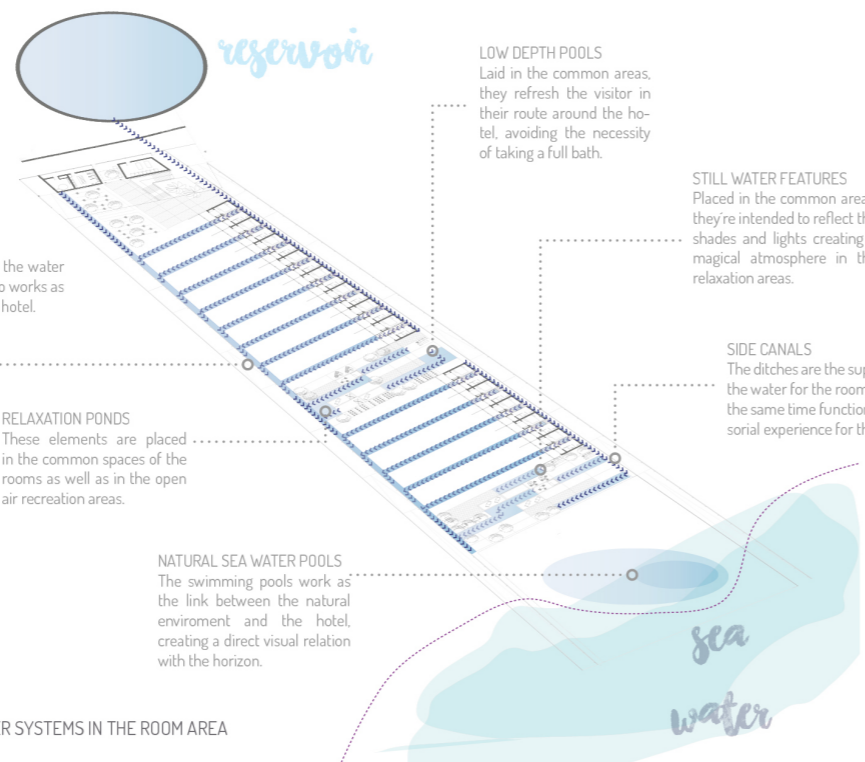 reservoir
LOW DEPTH POOLS
Laid in the common areas,
they refresh the visitor in
their route around the ho-
tel, avoiding the necessity
of taking a full bath.
STILL WATER FEATURES
Placed in the common area
they're intended to reflect th
shades and lights creating
magical atmosphere in th
relaxation areas.
the water
o works as
hotel.
SIDE CANALS
The ditches are the sup
the water for the room
the same time function
sorial experience for th
RELAXATION PONDS
These elements are placed
in the common spaces of the
rooms as well as in the open
air recreation areas.
NATURAL SEA WATER POOLS
The swimming pools work as
the link between the natural
enviroment and the hotel,
creating a direct visual relation
with the horizon.
sea
water
ER SYSTEMS IN THE ROOM AREA